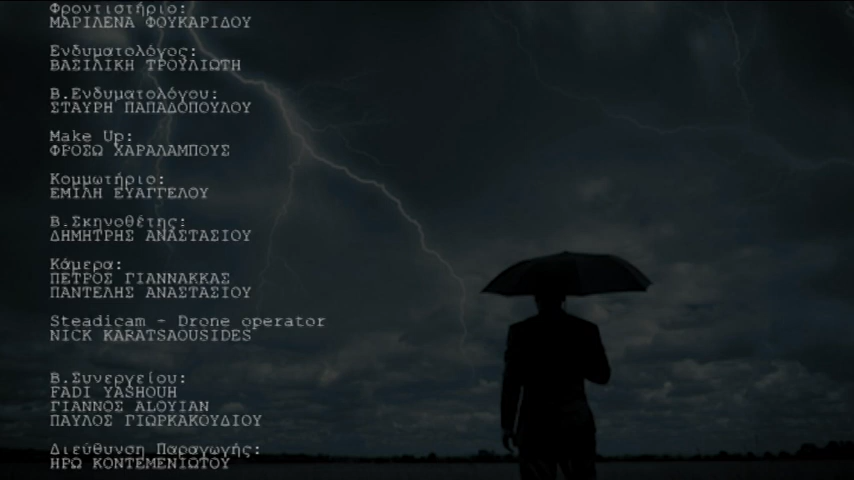 Φροντιστήριο:
ΜΑΡΙΛΕΝΑ ΦΟΥΚΑΡΙΔΟΥ
Ενδυματολόγος:
ΒΑΣΙΛΙΚΗ ΤΡΟΥΛΙΩΤΗ
Β.Ενδυματολόγου:
ΣΤΑΥΡΗ ΠΑΠΑΔΟΠΟΥΛΟΥ
Make Up:
ΦΡΟΣΩ ΧΑΡΑΛΑΜΠΟΥΣ
Κομμωτήριο:
ΕΜΙΛΗ ΕΥΑΓΓΕΛΟΥ
Β.Σκηνοθέτης:
ΔΗΜΗΤΡΗΣ ΑΝΑΣΤΑΣΙΟΥ
Κάμερα:
ΠΕΤΡΟΣ ΓΙΑΝΝΑΚΚΑΣ
ΠΑΝΤΕΛΗΣ ΑΝΑΣΤΑΣΙΟΥ
Steadicam - Drone operator
NICK KARATSAOUSIDES
Β.Συνεργείου:
FADI YASHOUH
ΓΙΑΝΝΟΣ ALOYIAN
ΠΑΥΛΟΣ ΓΙΩΡΚΑΚΟΥΔΙΟΥ
Διεύθυνση Παραγωγής:
ΗΡΩ ΚΟΝΤΕΜΕΝΙΩΤΟΥ